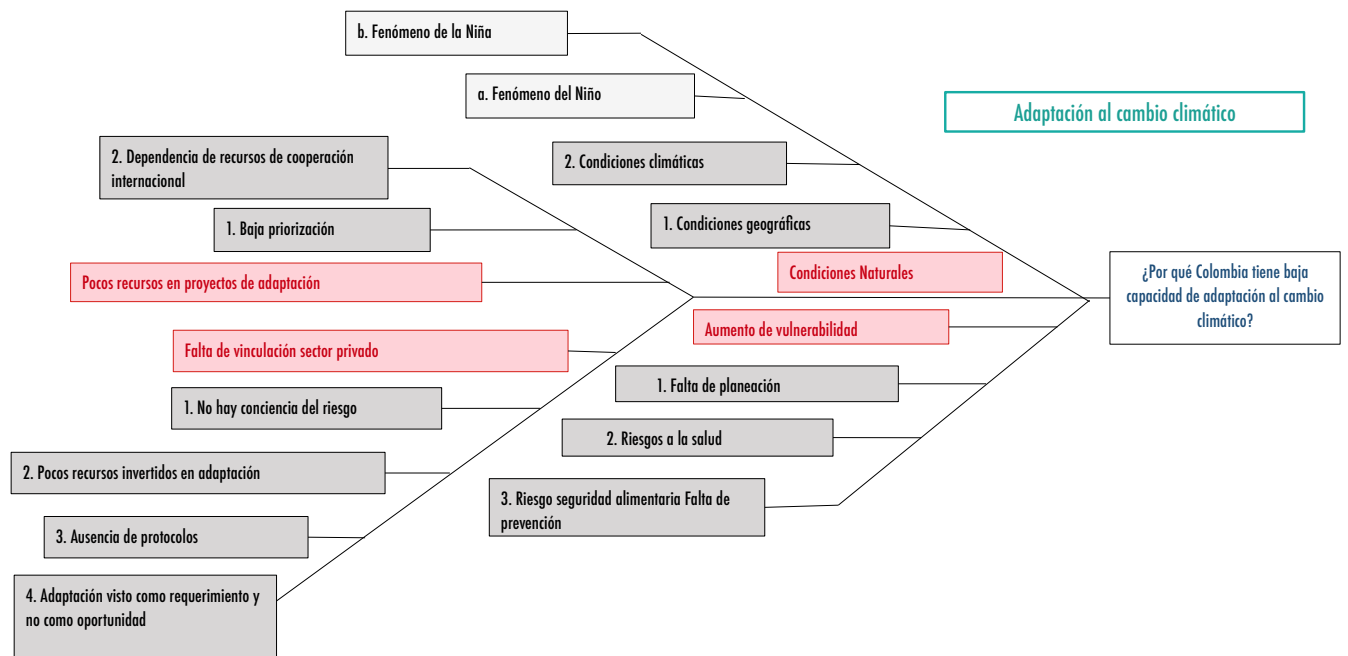 b. Fenómeno de la Niña
a. Fenómeno del Niño
Adaptación al cambio climático
2. Dependencia de recursos de cooperación
internacional
2. Condiciones climáticas
1. Baja priorización
1. Condiciones geográficas
Pocos recursos en proyectos de adaptación
Condiciones Naturales
¿Por qué Colombia tiene baja
capacidad de adaptación al cambio
climático?
Falta de vinculación sector privado
Aumento de vulnerabilidad
1. No hay conciencia del riesgo
1. Falta de planeación
2. Pocos recursos invertidos en adaptación
2. Riesgos a la salud
3. Ausencia de protocolos
3. Riesgo seguridad alimentaria Falta de
prevención
4. Adaptación visto como requerimiento y
no como oportunidad